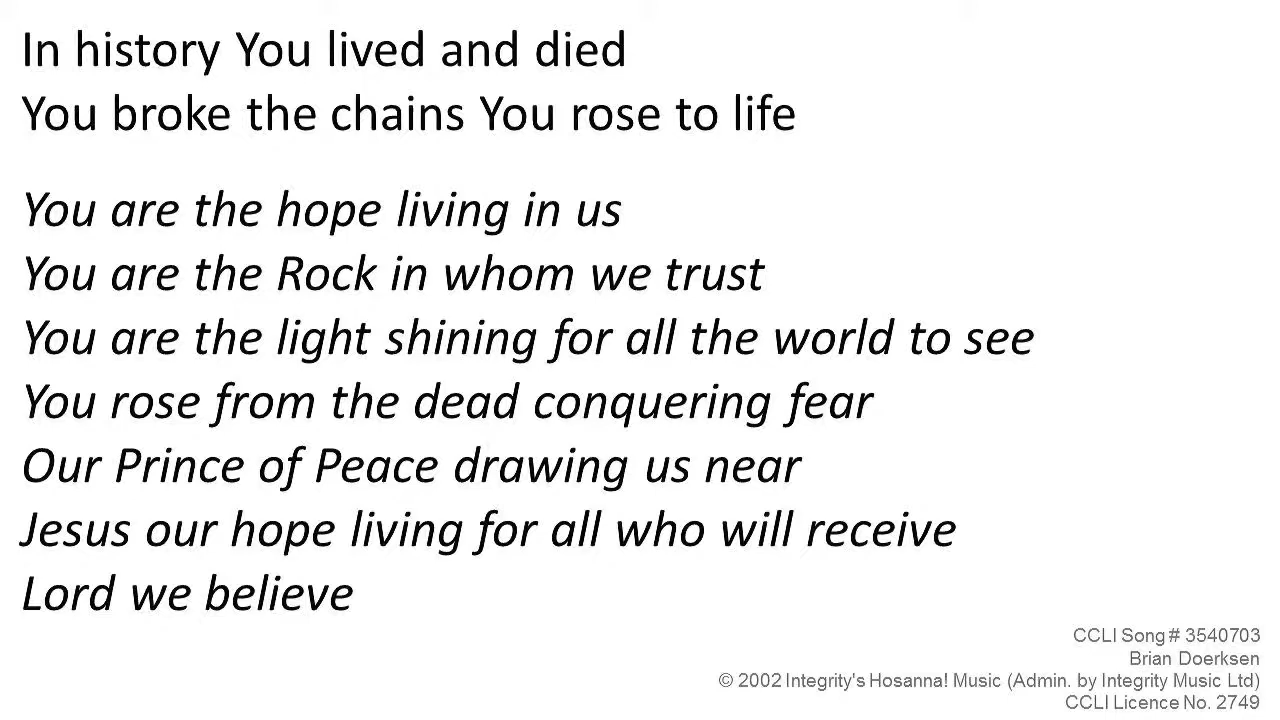 In history You lived and died
You broke the chains You rose to life
You are the hope living in us
You are the Rock in whom we trust
You are the light shining for all the world to see
You rose from the dead conquering fear
Our Prince of Peace drawing us near
Jesus our hope living for all who will receive
Lord we believe
CCLI Song # 3540703
Brian Doerksen
© 2002 Integrity's Hosanna! Music (Admin. by Integrity Music Ltd)
CCLI Licence No. 2749